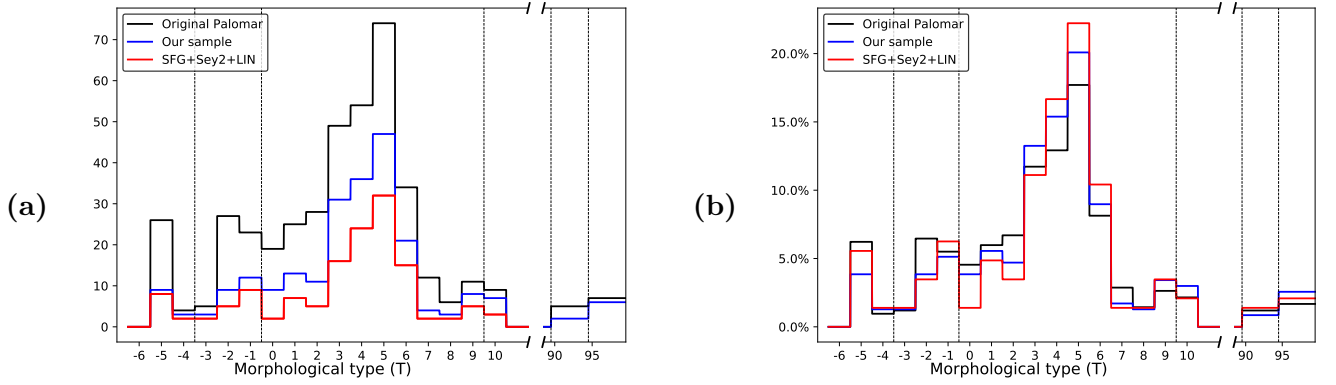 (a)
Original Palomar
Our sample
SFG+Sey2+LIN
70
60
50
40
30
20
10
0
-6 -5 -4 -3 -2 -1 0 1 2 3 4 5 6 7 8 9 10 90 95
Morphological type (T)
(b)
Original Palomar
Our sample
SFG+Sey2+LIN
20.0%
15.0%
10.0%
5.0%
0.0%
-6 -5 -4 -3 -2 -1 0 1 2 3 4 5 6 7 8 9 10 90 95
Morphological type (T)